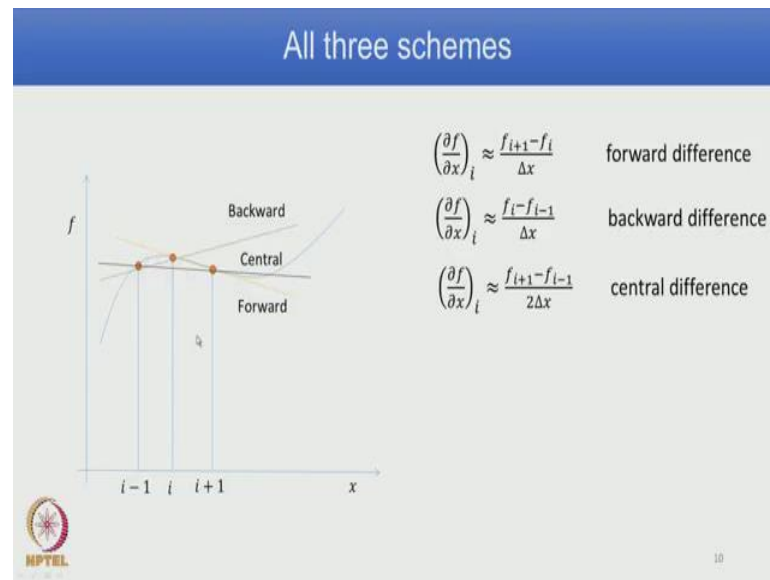 All three schemes
(∂f/∂x)_i ≈ (f_{i+1}−f_i)/Δx forward difference
(∂f/∂x)_i ≈ (f_i−f_{i−1})/Δx backward difference
(∂f/∂x)_i ≈ (f_{i+1}−f_{i−1})/2Δx central difference
f
Backward
Central
Forward
i − 1 i i + 1 x
NPTEL
10